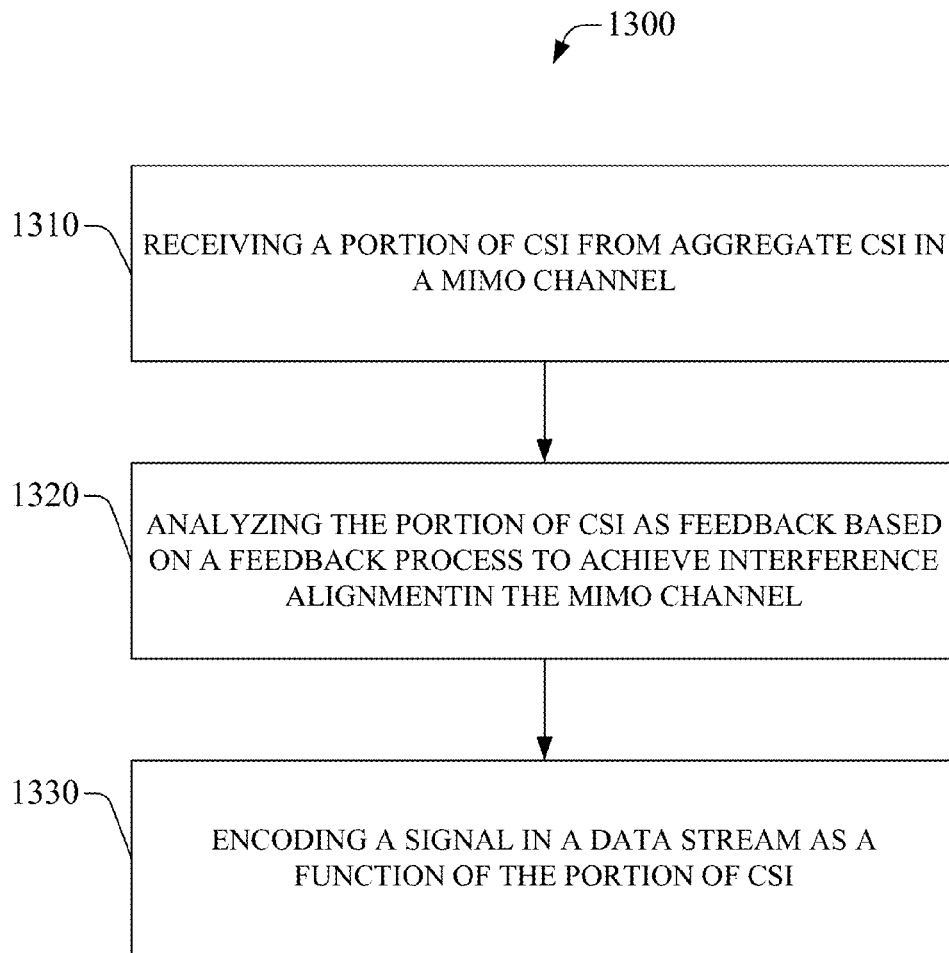 1300
1310
RECEIVING A PORTION OF CSI FROM AGGREGATE CSI IN
A MIMO CHANNEL
1320
ANALYZING THE PORTION OF CSI AS FEEDBACK BASED
ON A FEEDBACK PROCESS TO ACHIEVE INTERFERENCE
ALIGNMENTIN THE MIMO CHANNEL
1330
ENCODING A SIGNAL IN A DATA STREAM AS A
FUNCTION OF THE PORTION OF CSI